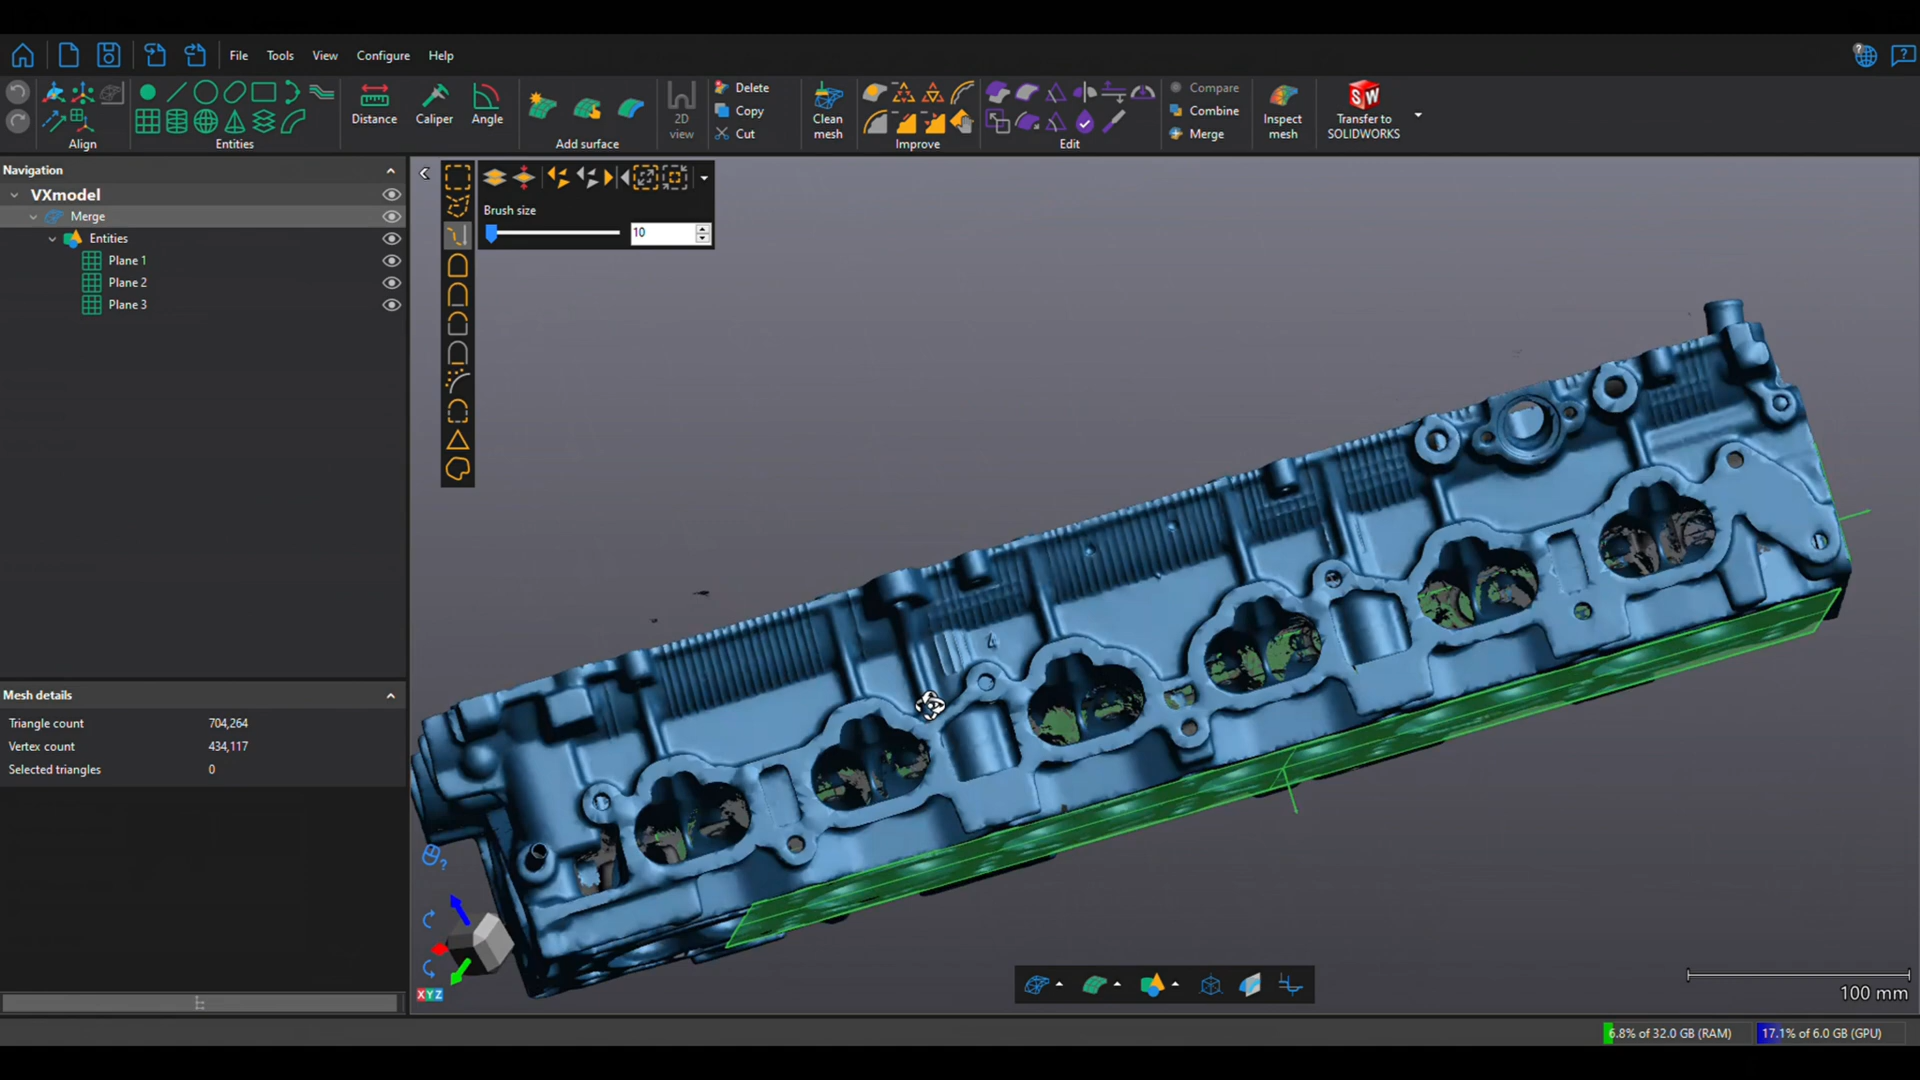 File Tools View Configure Help
Align
Entities
Distance
Caliper
Angle
Add surface
2D view
Delete
Copy
Cut
Clean mesh
Improve
Edit
Compare
Combine
Merge
Inspect mesh
SW
Transfer to SOLIDWORKS
Navigation
VXmodel
Merge
Entities
Plane 1
Plane 2
Plane 3
Brush size
10
4
Mesh details
Triangle count 704,264
Vertex count 434,117
Selected triangles 0
XYZ
100 mm
6.8% of 32.0 GB (RAM)
17.1% of 6.0 GB (GPU)